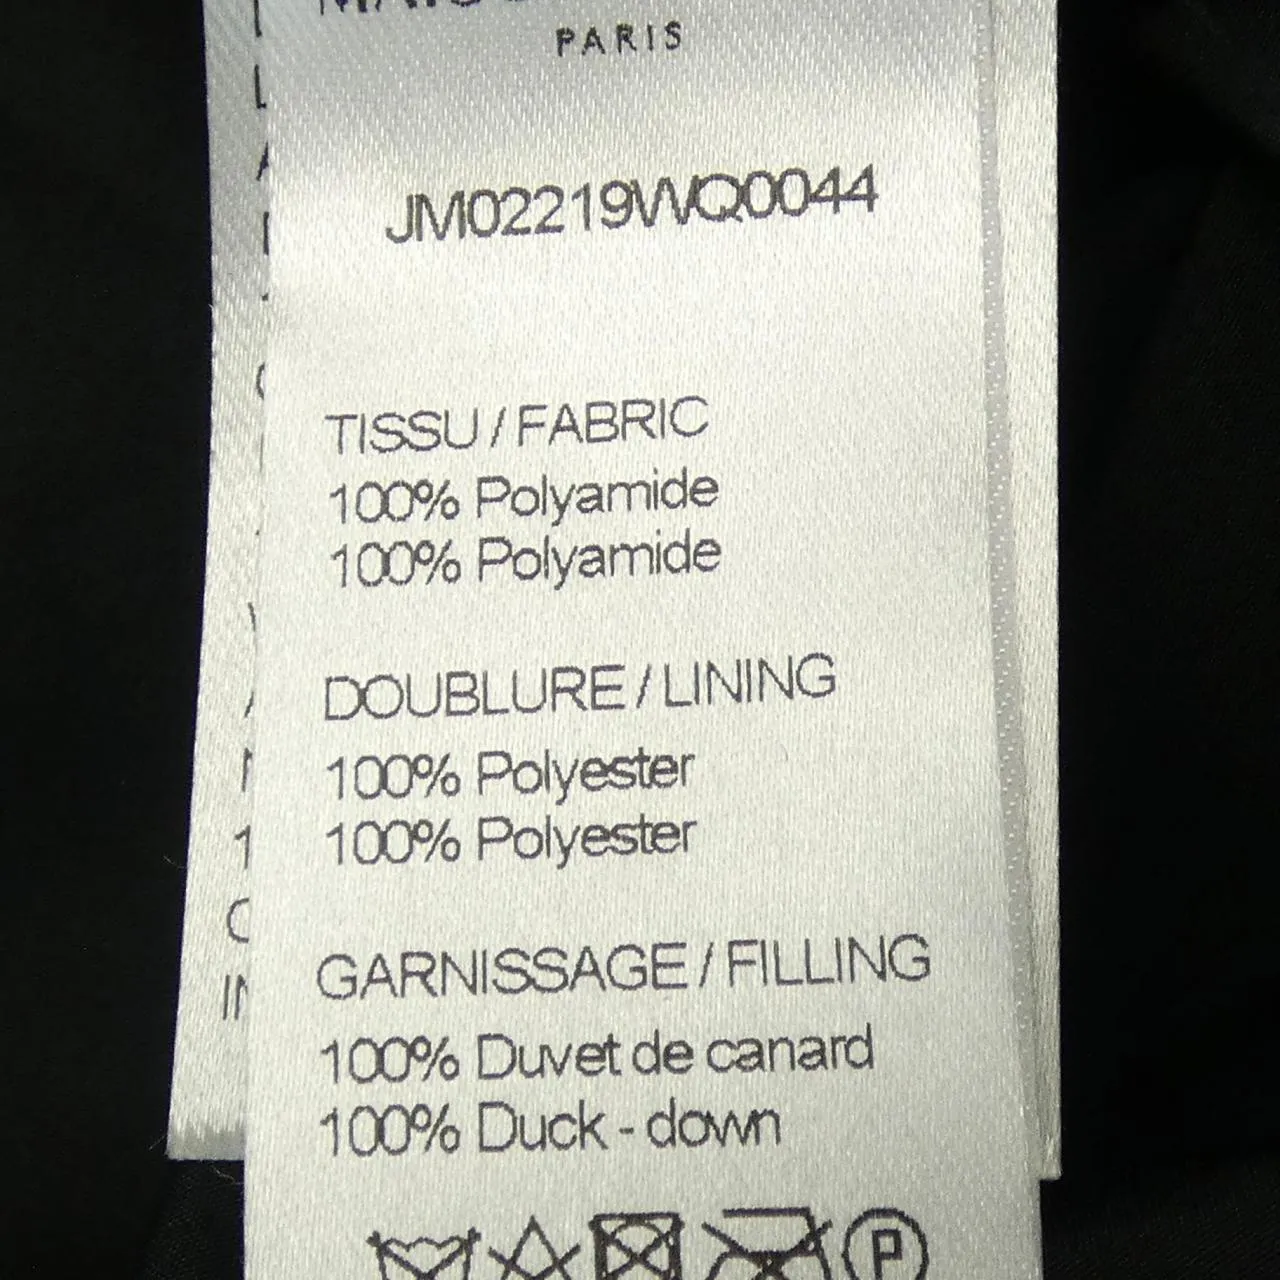 PARIS
JM02219WQ0044
TISSU / FABRIC
100% Polyamide
100% Polyamide
DOUBLURE / LINING
100% Polyester
100% Polyester
GARNISSAGE / FILLING
100% Duvet de canard
100% Duck - down
P